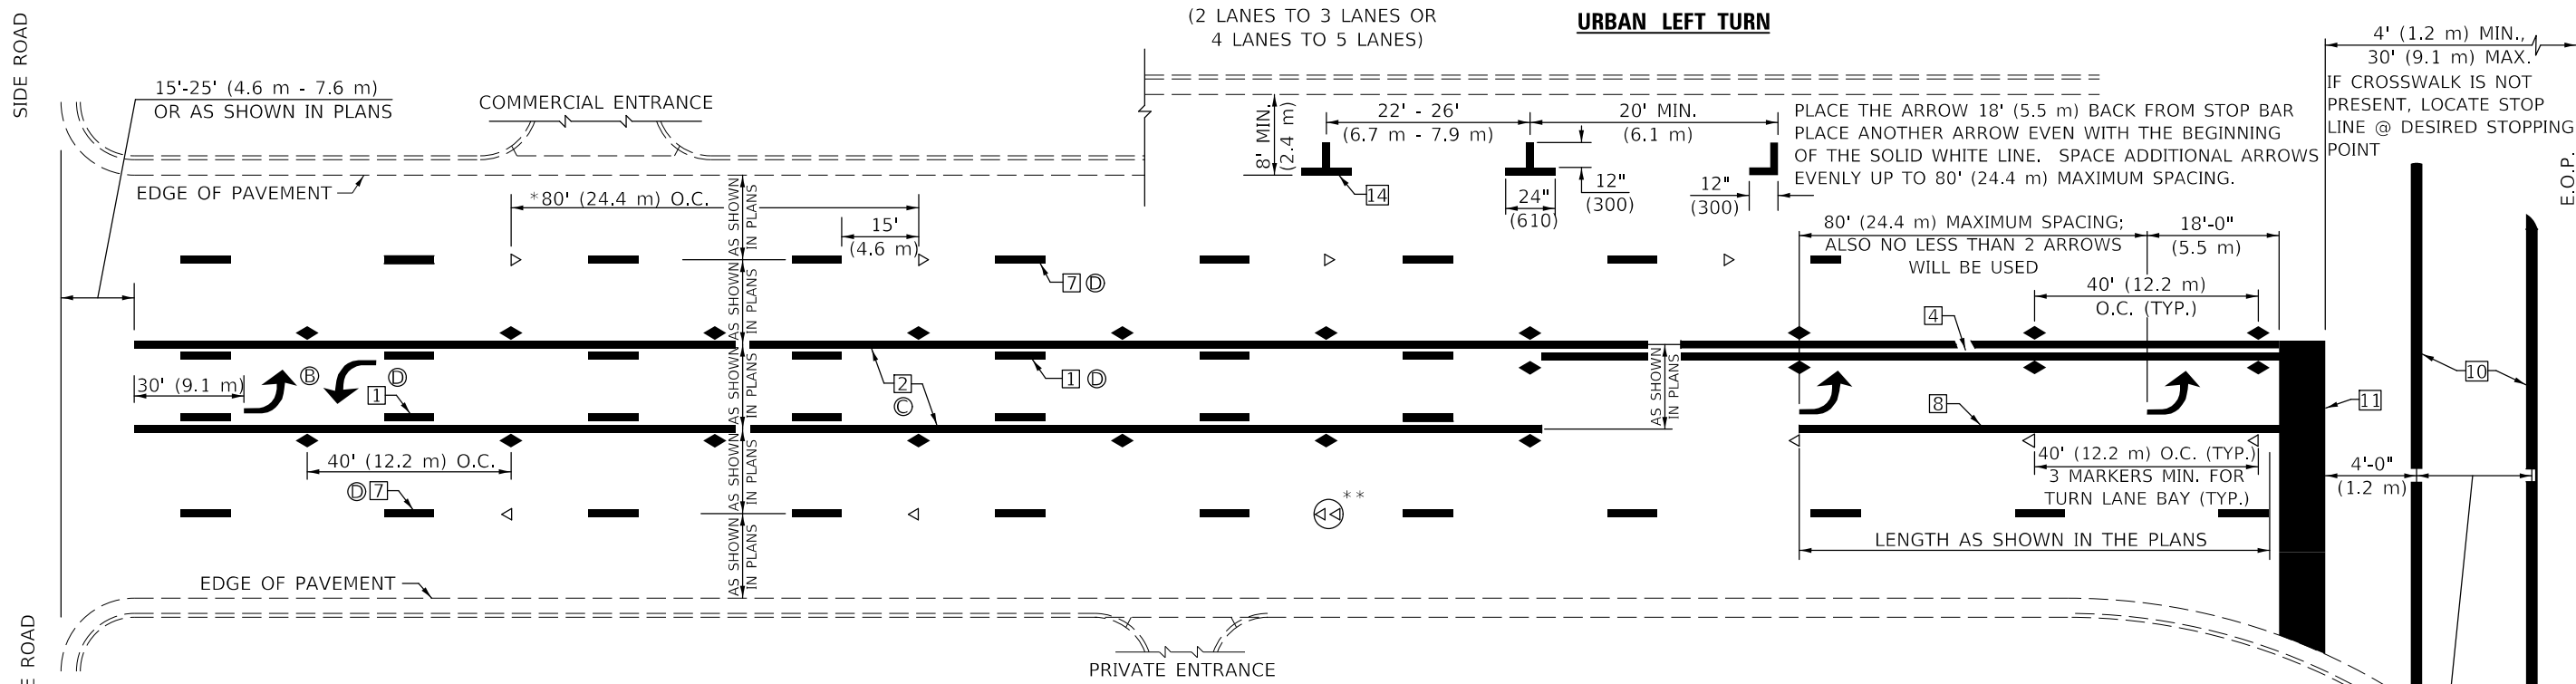 (2 LANES TO 3 LANES OR
4 LANES TO 5 LANES)
URBAN LEFT TURN
SIDE ROAD
15'-25' (4.6 m - 7.6 m)
OR AS SHOWN IN PLANS
COMMERCIAL ENTRANCE
EDGE OF PAVEMENT
*80' (24.4 m) O.C.
15'
(4.6 m)
AS SHOWN
IN PLANS
AS SHOWN
IN PLANS
AS SHOWN
IN PLANS
AS SHOWN
IN PLANS
AS SHOWN
IN PLANS
8' MIN.
(2.4 m)
22' - 26'
(6.7 m - 7.9 m)
20' MIN.
(6.1 m)
14
24"
(610)
12"
(300)
12"
(300)
PLACE THE ARROW 18' (5.5 m) BACK FROM STOP BAR
PLACE ANOTHER ARROW EVEN WITH THE BEGINNING
OF THE SOLID WHITE LINE. SPACE ADDITIONAL ARROWS
EVENLY UP TO 80' (24.4 m) MAXIMUM SPACING.
4' (1.2 m) MIN.,
30' (9.1 m) MAX.
IF CROSSWALK IS NOT
PRESENT, LOCATE STOP
LINE @ DESIRED STOPPING
POINT
E.O.P.
80' (24.4 m) MAXIMUM SPACING;
ALSO NO LESS THAN 2 ARROWS
WILL BE USED
18'-0"
(5.5 m)
40' (12.2 m)
O.C. (TYP.)
7 D
4
30' (9.1 m)
B
D
1
2
C
1 D
AS SHOWN
IN PLANS
8
10
11
40' (12.2 m) O.C.
D 7
**
40' (12.2 m) O.C. (TYP.)
3 MARKERS MIN. FOR
TURN LANE BAY (TYP.)
4'-0"
(1.2 m)
LENGTH AS SHOWN IN THE PLANS
EDGE OF PAVEMENT
PRIVATE ENTRANCE
E ROAD